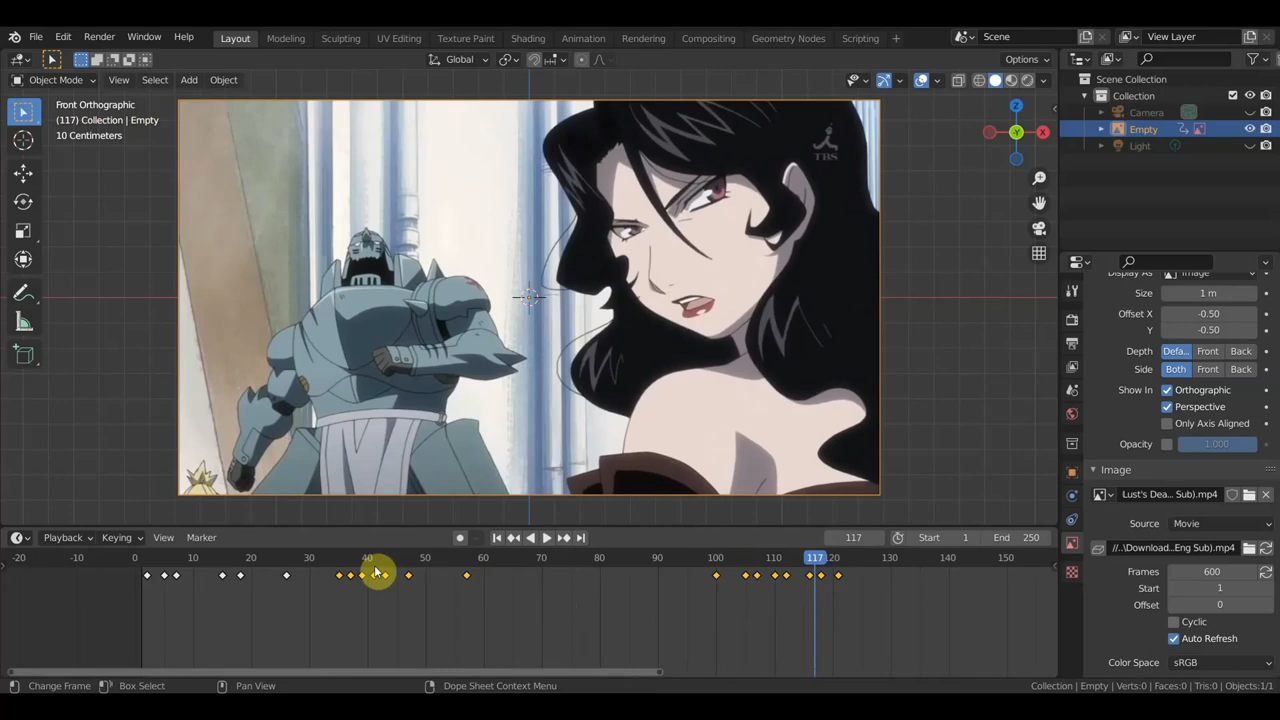 File Edit Render Window Help Layout Modeling Sculpting UV Editing Texture Paint Shading Animation Rendering Compositing Geometry Nodes Scripting + Scene View Layer
Global Options
Object Mode View Select Add Object
Front Orthographic
(117) Collection | Empty
10 Centimeters
TBS
Z
Y
X
Scene Collection
Collection
Camera
Empty
Light
Display As Image
Size 1 m
Offset X -0.50
Y -0.50
Depth Defa... Front Back
Side Both Front Back
Show In Orthographic
Perspective
Only Axis Aligned
Opacity 1.000
Image
Lust's Dea... Sub).mp4
Source Movie
//..\Download...Eng Sub).mp4
Frames 600
Start 1
Offset 0
Cyclic
Auto Refresh
Color Space sRGB
Playback Keying View Marker 117 Start 1 End 250
-20 -10 0 10 20 30 40 50 60 70 80 90 100 110 117 120 130 140 150
Change Frame Box Select Pan View Dope Sheet Context Menu Collection | Empty | Verts:0 | Faces:0 | Tris:0 | Objects:1/1